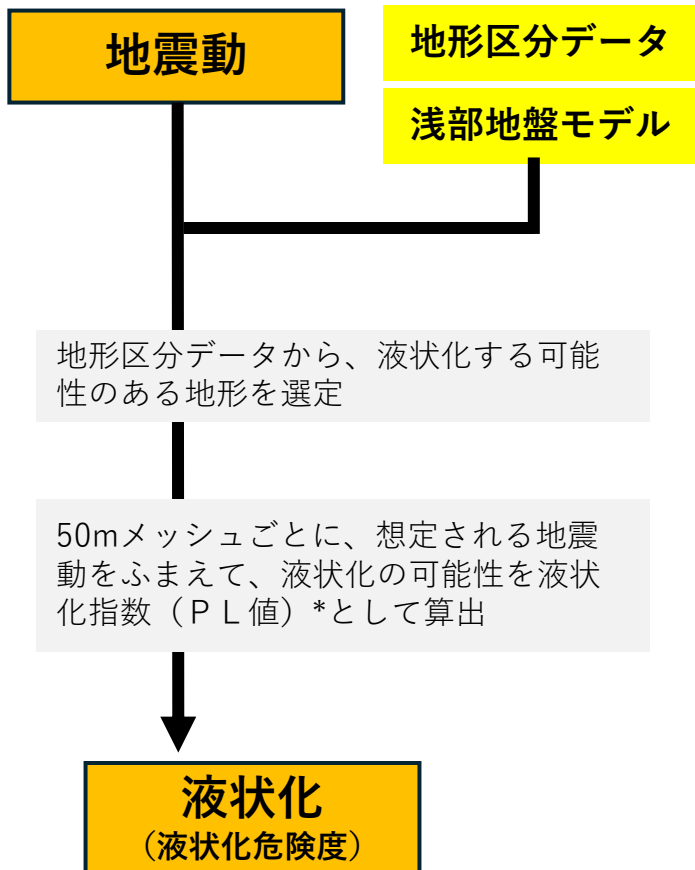 地震動
地形区分データ
浅部地盤モデル
地形区分データから、液状化する可能
性のある地形を選定
50mメッシュごとに、想定される地震
動をふまえて、液状化の可能性を液状
化指数（ＰＬ値）*として算出
液状化
（液状化危険度）